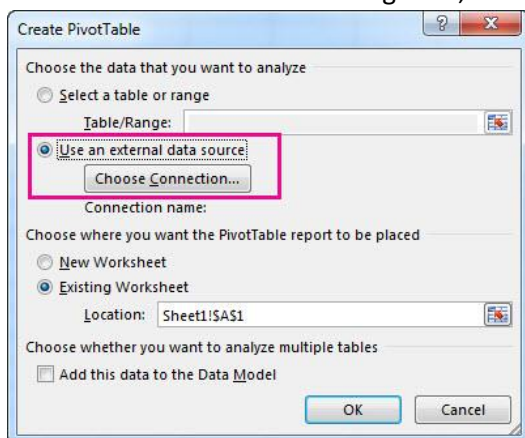 Create PivotTable
Choose the data that you want to analyze
Select a table or range
Table/Range:
Use an external data source
Choose Connection...
Connection name:
Choose where you want the PivotTable report to be placed
New Worksheet
Existing Worksheet
Location: Sheet1!$A$1
Choose whether you want to analyze multiple tables
Add this data to the Data Model
OK Cancel